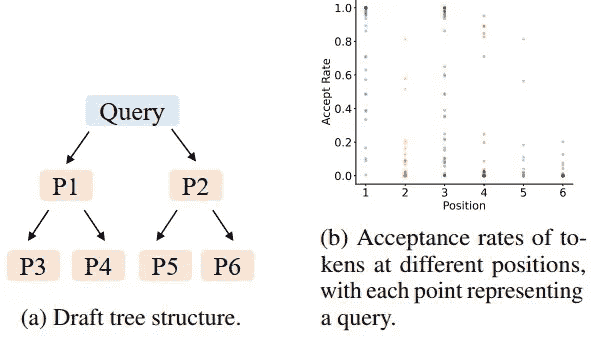 Query
P1
P2
P3
P4
P5
P6
(a) Draft tree structure.
1.0
0.8
0.6
0.4
0.2
0.0
Accept Rate
1 2 3 4 5 6
Position
(b) Acceptance rates of to-
kens at different positions,
with each point representing
a query.